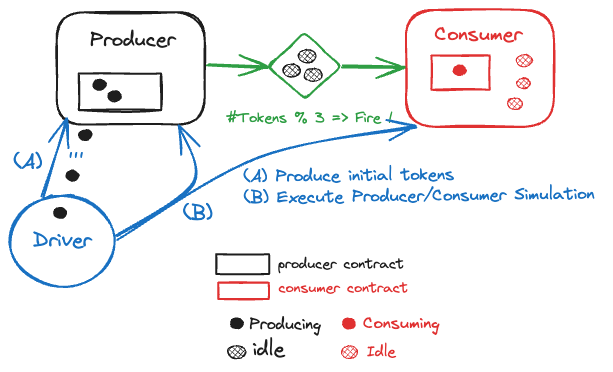 Producer
Consumer
#Tokens % 3 => Fire !
(A)
(B)
(A) Produce initial tokens
(B) Execute Producer/Consumer Simulation
Driver
producer contract
consumer contract
Producing
Consuming
idle
Idle